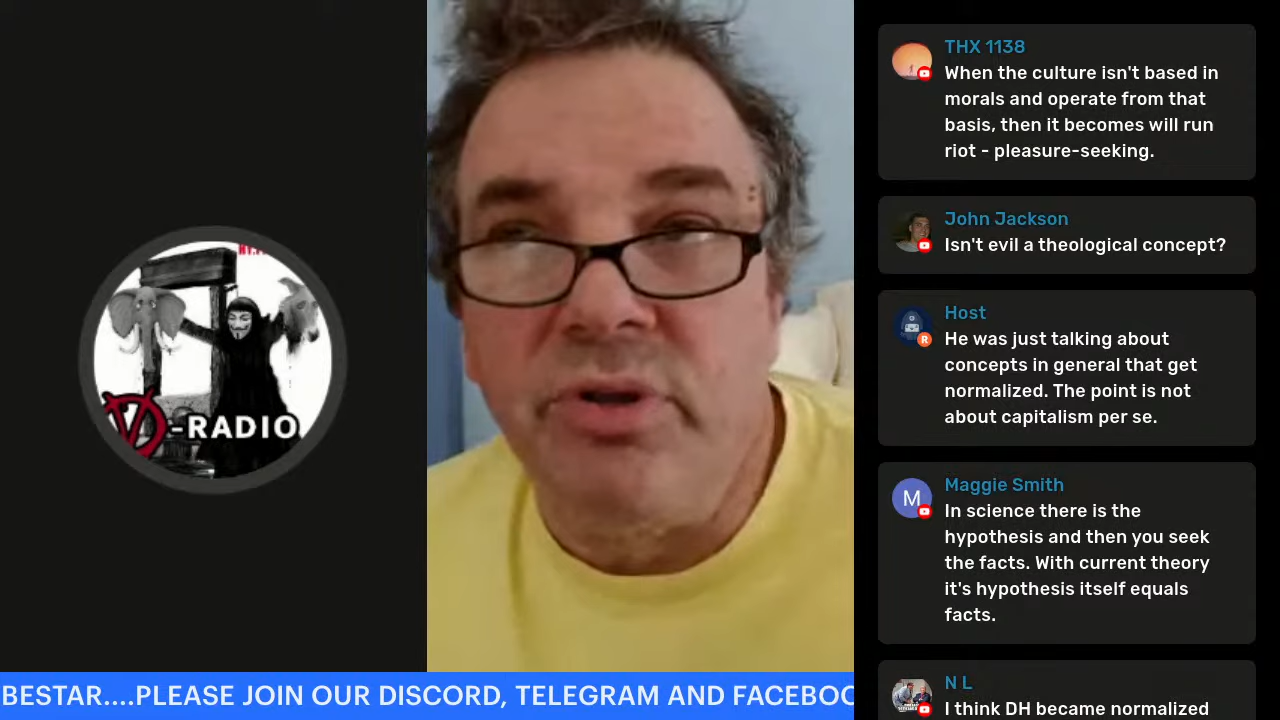 -RADIO
BESTAR....PLEASE JOIN OUR DISCORD, TELEGRAM AND FACEBOO
THX 1138
When the culture isn't based in
morals and operate from that
basis, then it becomes will run
riot - pleasure-seeking.
John Jackson
Isn't evil a theological concept?
Host
He was just talking about
concepts in general that get
normalized. The point is not
about capitalism per se.
M
Maggie Smith
In science there is the
hypothesis and then you seek
the facts. With current theory
it's hypothesis itself equals
facts.
N L
I think DH became normalized